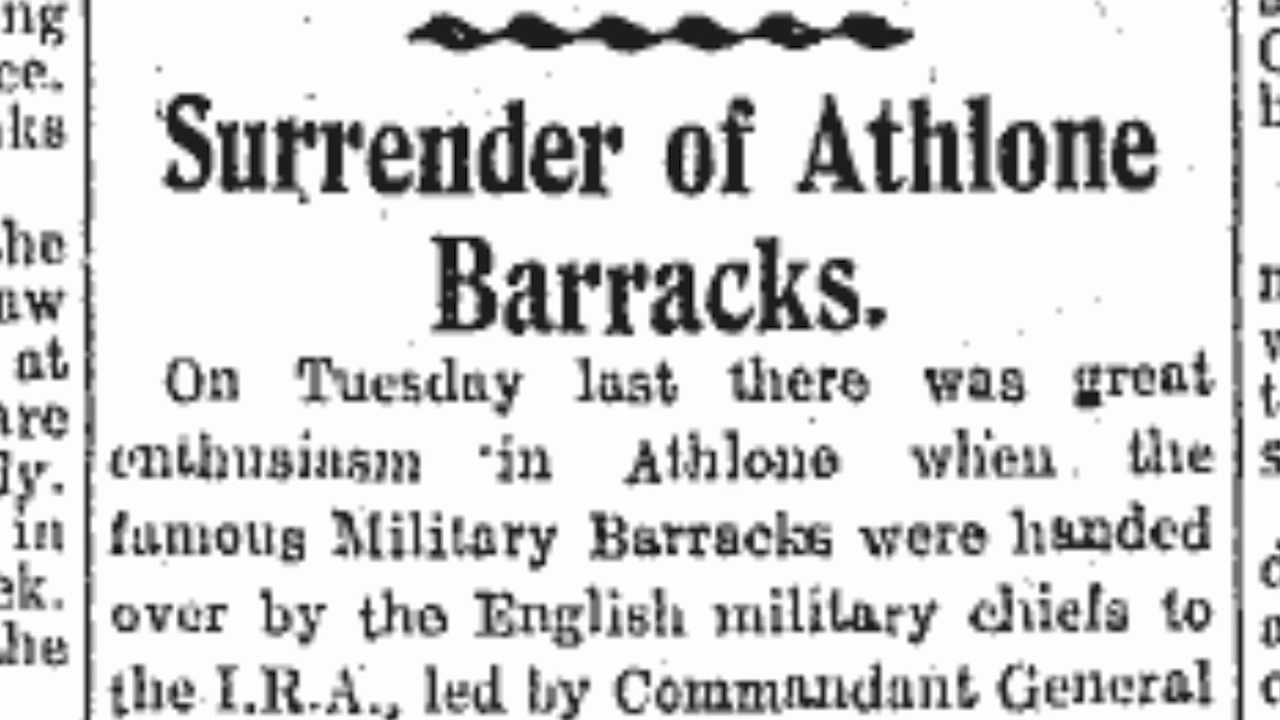 Surrender of Athlone
Barracks.
On Tuesday last there was great
enthusiasm in Athlone when the
famous Military Barracks were handed
over by the English military chiefs to
the I.R.A., led by Commandant General